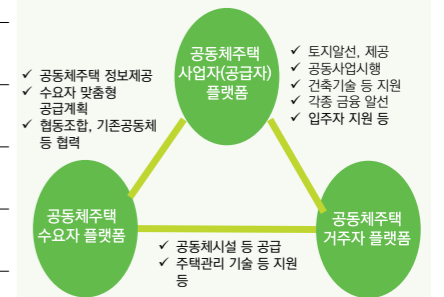 공동체주택
사업자(공급자)
플랫폼
✓ 공동체주택 정보제공
✓ 수요자 맞춤형
공급계획
✓ 협동조합, 기존공동체
등 협력
✓ 토지알선, 제공
✓ 공동사업시행
✓ 건축기술 등 지원
✓ 각종 금융 알선
✓ 입주자 지원 등
공동체주택
수요자 플랫폼
✓ 공동체시설 등 공급
✓ 주택관리 기술 등 지원
등
공동체주택
거주자 플랫폼